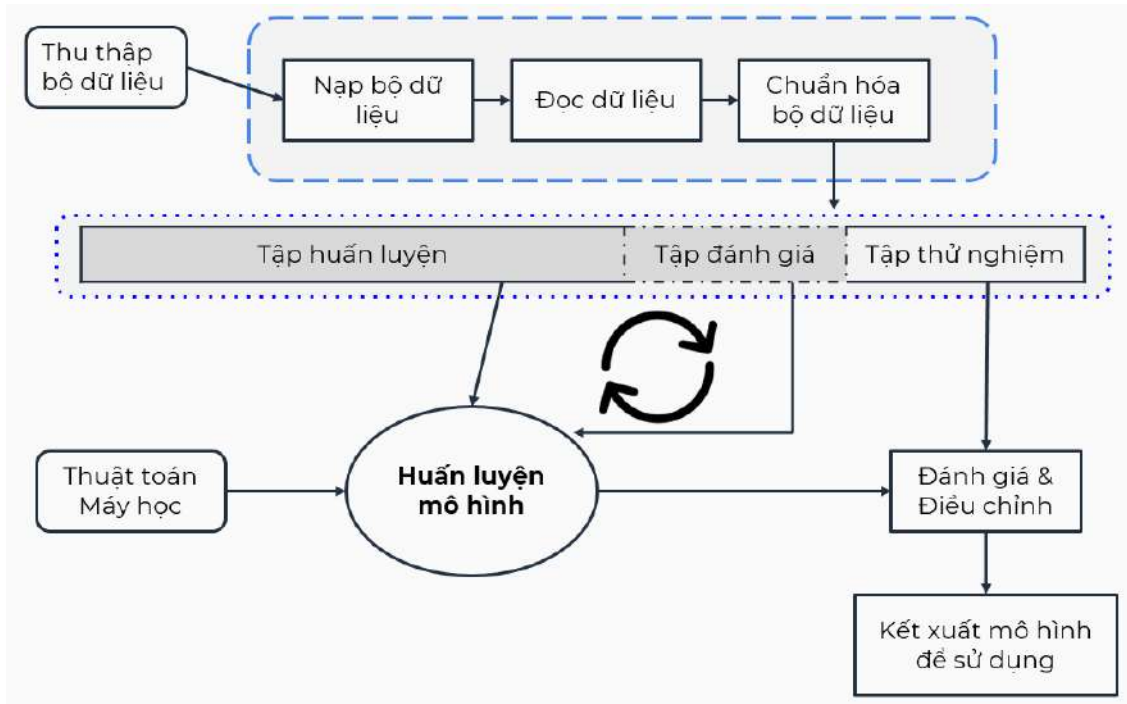 Thu thập
bộ dữ liệu
Nạp bộ dữ
liệu
Đọc dữ liệu
Chuẩn hóa
bộ dữ liệu
Tập huấn luyện
Tập đánh giá
Tập thử nghiệm
Thuật toán
Máy học
Huấn luyện
mô hình
Đánh giá &
Điều chỉnh
Kết xuất mô hình
để sử dụng